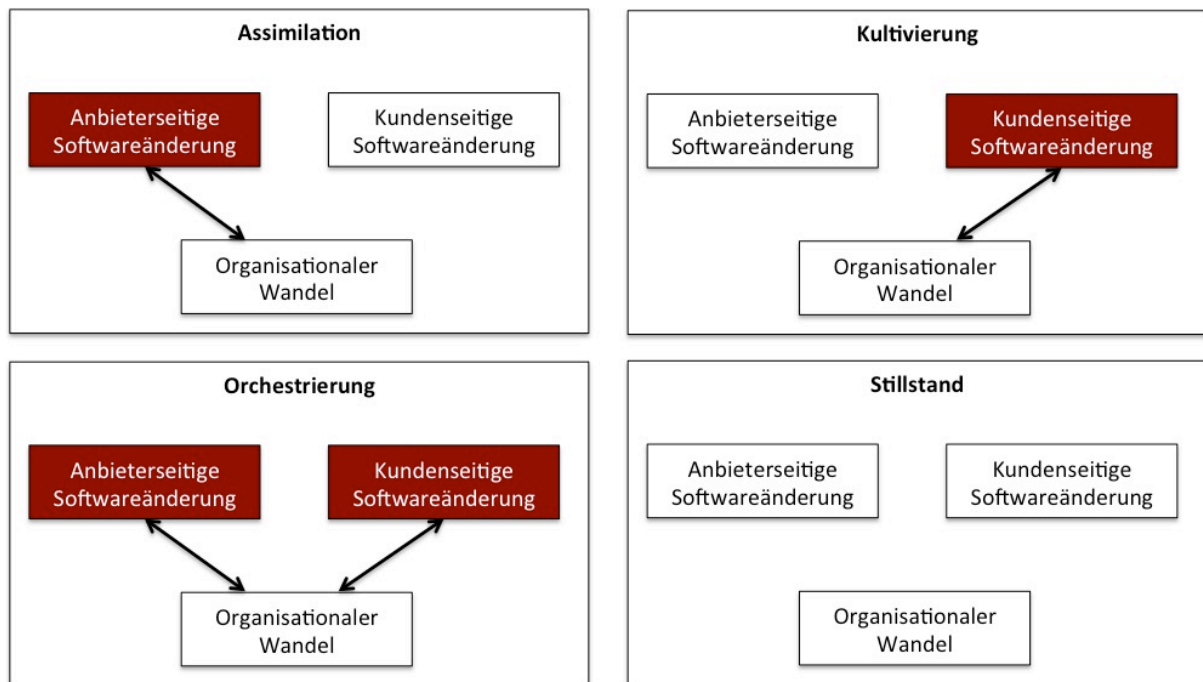 Assimilation
Anbieterseitige
Softwareänderung
Kundenseitige
Softwareänderung
Organisationaler
Wandel
Kultivierung
Anbieterseitige
Softwareänderung
Kundenseitige
Softwareänderung
Organisationaler
Wandel
Orchestrierung
Anbieterseitige
Softwareänderung
Kundenseitige
Softwareänderung
Organisationaler
Wandel
Stillstand
Anbieterseitige
Softwareänderung
Kundenseitige
Softwareänderung
Organisationaler
Wandel